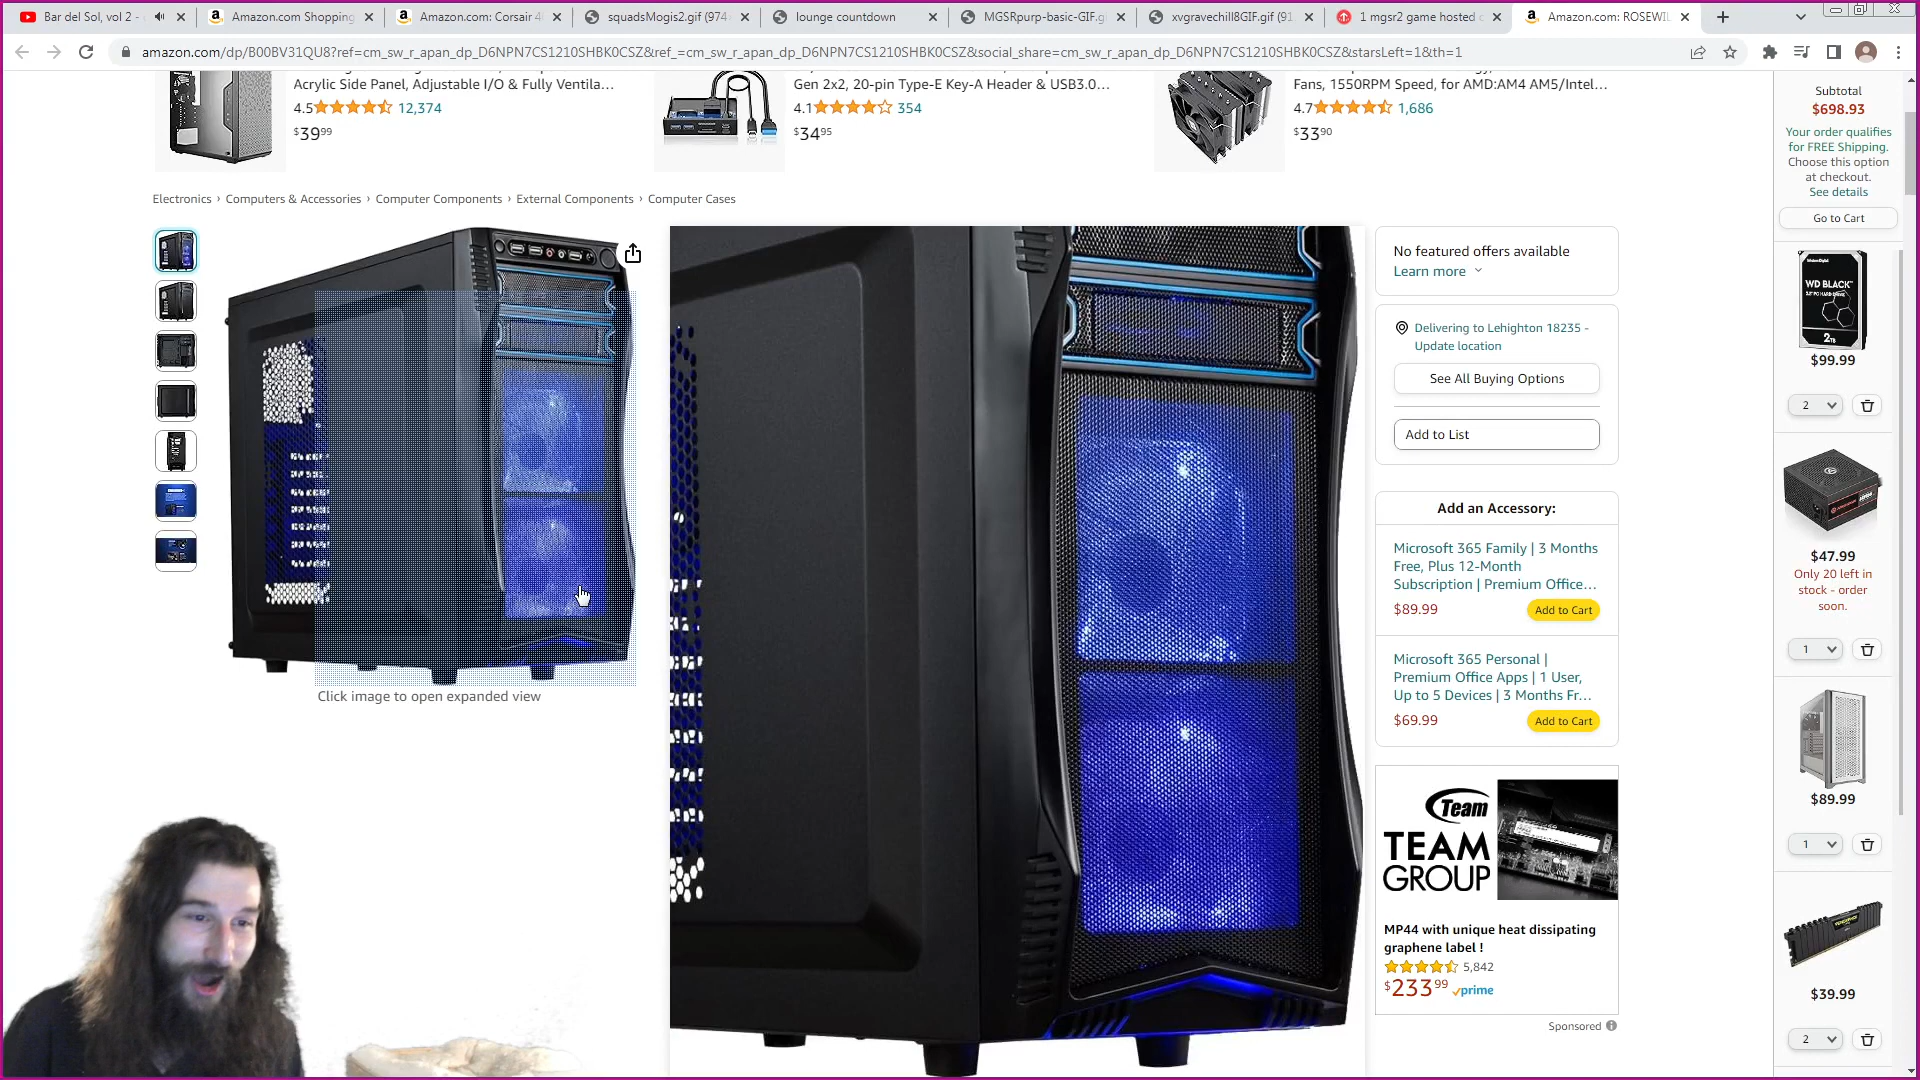 Bar del Sol, vol 2 -
Amazon.com Shopping
Amazon.com: Corsair 4
squadsMogis2.gif (974
lounge countdown
MGSRpurp-basic-GIF.g
xvgravechill8GIF.gif (91
1 mgsr2 game hosted
Amazon.com: ROSEWIL
amazon.com/dp/B00BV31QU8?ref=cm_sw_r_apan_dp_D6NPN7CS1210SHBK0CSZ&ref_=cm_sw_r_apan_dp_D6NPN7CS1210SHBK0CSZ&social_share=cm_sw_r_apan_dp_D6NPN7CS1210SHBK0CSZ&starsLeft=1&th=1
Acrylic Side Panel, Adjustable I/O & Fully Ventila...
4.5 12,374
$39.99
Gen 2x2, 20-pin Type-E Key-A Header & USB3.0...
4.1 354
$34.95
Fans, 1550RPM Speed, for AMD:AM4 AM5/Intel...
4.7 1,686
$33.90
Electronics › Computers & Accessories › Computer Components › External Components › Computer Cases
Click image to open expanded view
No featured offers available
Learn more
Delivering to Lehighton 18235 -
Update location
See All Buying Options
Add to List
Add an Accessory:
Microsoft 365 Family | 3 Months
Free, Plus 12-Month
Subscription | Premium Office...
$89.99 Add to Cart
Microsoft 365 Personal |
Premium Office Apps | 1 User,
Up to 5 Devices | 3 Months Fr...
$69.99 Add to Cart
Team
TEAM
GROUP
MP44 with unique heat dissipating
graphene label !
5,842
$233.99 prime
Sponsored
Subtotal
$698.93
Your order qualifies
for FREE Shipping.
Choose this option
at checkout.
See details
Go to Cart
WD BLACK
2TB
$99.99
2
$47.99
Only 20 left in
stock - order
soon.
1
$89.99
1
$39.99
2